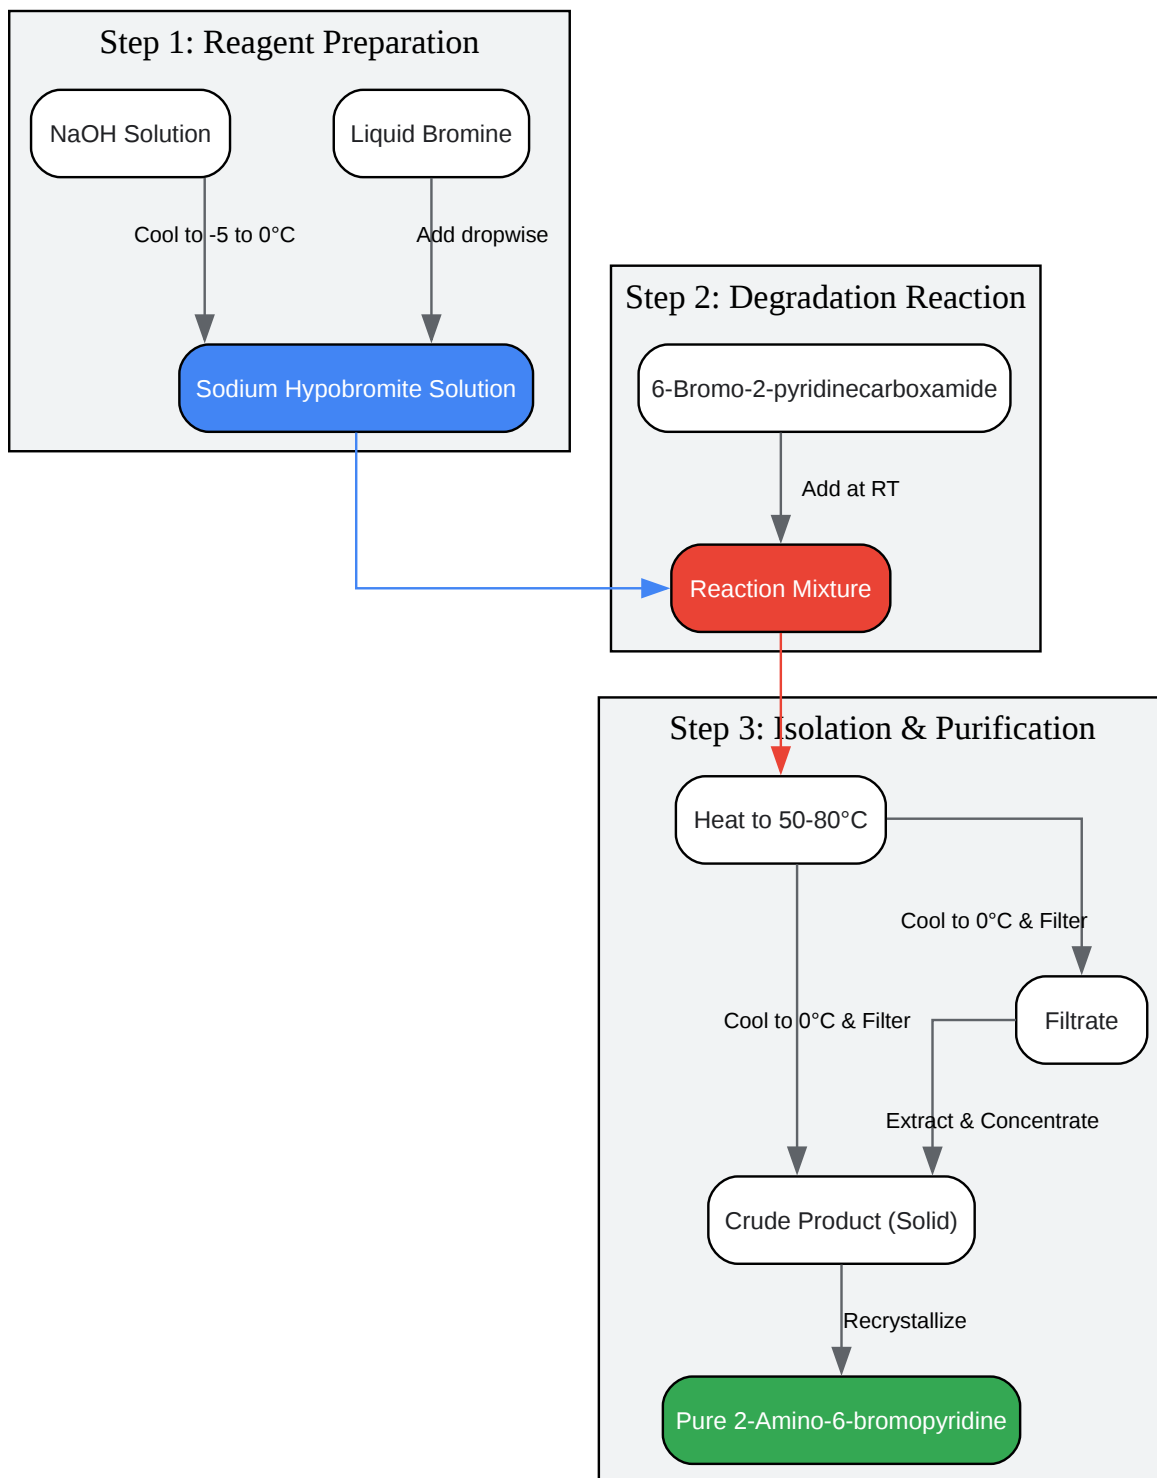 Step 1: Reagent Preparation
NaOH Solution
Liquid Bromine
Cool to -5 to 0°C
Add dropwise
Sodium Hypobromite Solution
Step 2: Degradation Reaction
6-Bromo-2-pyridinecarboxamide
Add at RT
Reaction Mixture
Step 3: Isolation & Purification
Heat to 50-80°C
Cool to 0°C & Filter
Filtrate
Cool to 0°C & Filter
Extract & Concentrate
Crude Product (Solid)
Recrystallize
Pure 2-Amino-6-bromopyridine